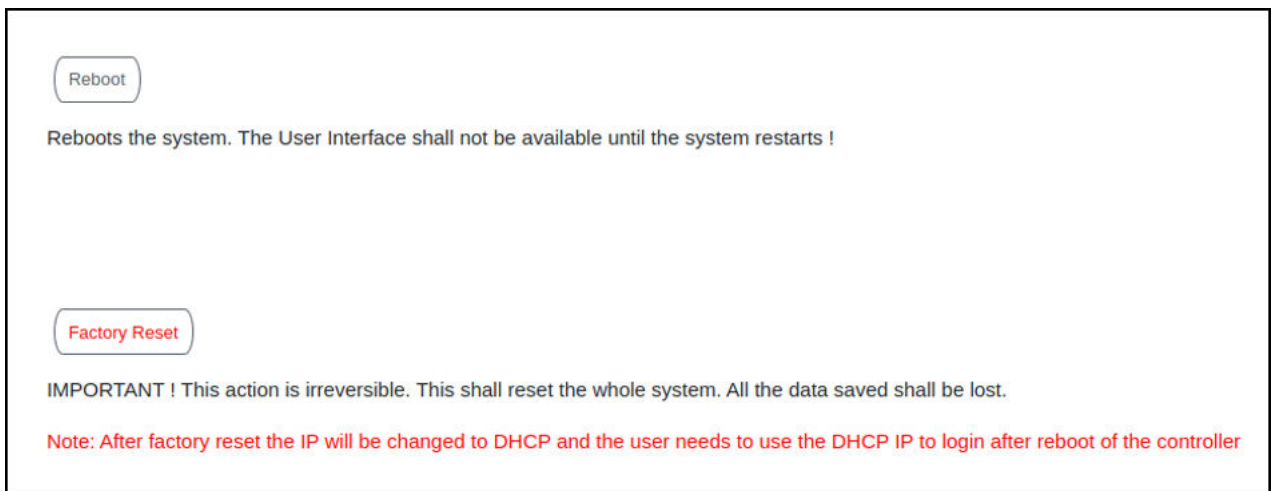 Reboot
Reboots the system. The User Interface shall not be available until the system restarts !
Factory Reset
IMPORTANT ! This action is irreversible. This shall reset the whole system. All the data saved shall be lost.
Note: After factory reset the IP will be changed to DHCP and the user needs to use the DHCP IP to login after reboot of the controller